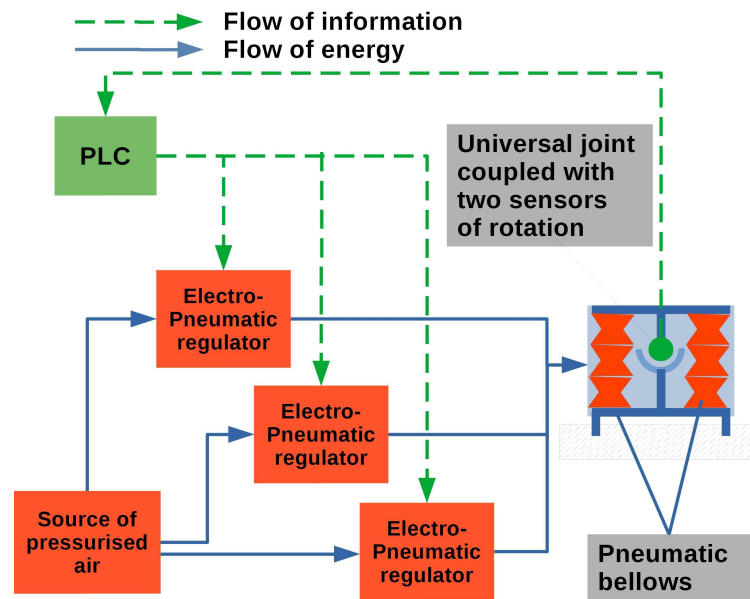 Flow of information
Flow of energy
PLC
Universal joint
coupled with
two sensors
of rotation
Electro-
Pneumatic
regulator
Electro-
Pneumatic
regulator
Source of
pressurised
air
Electro-
Pneumatic
regulator
Pneumatic
bellows